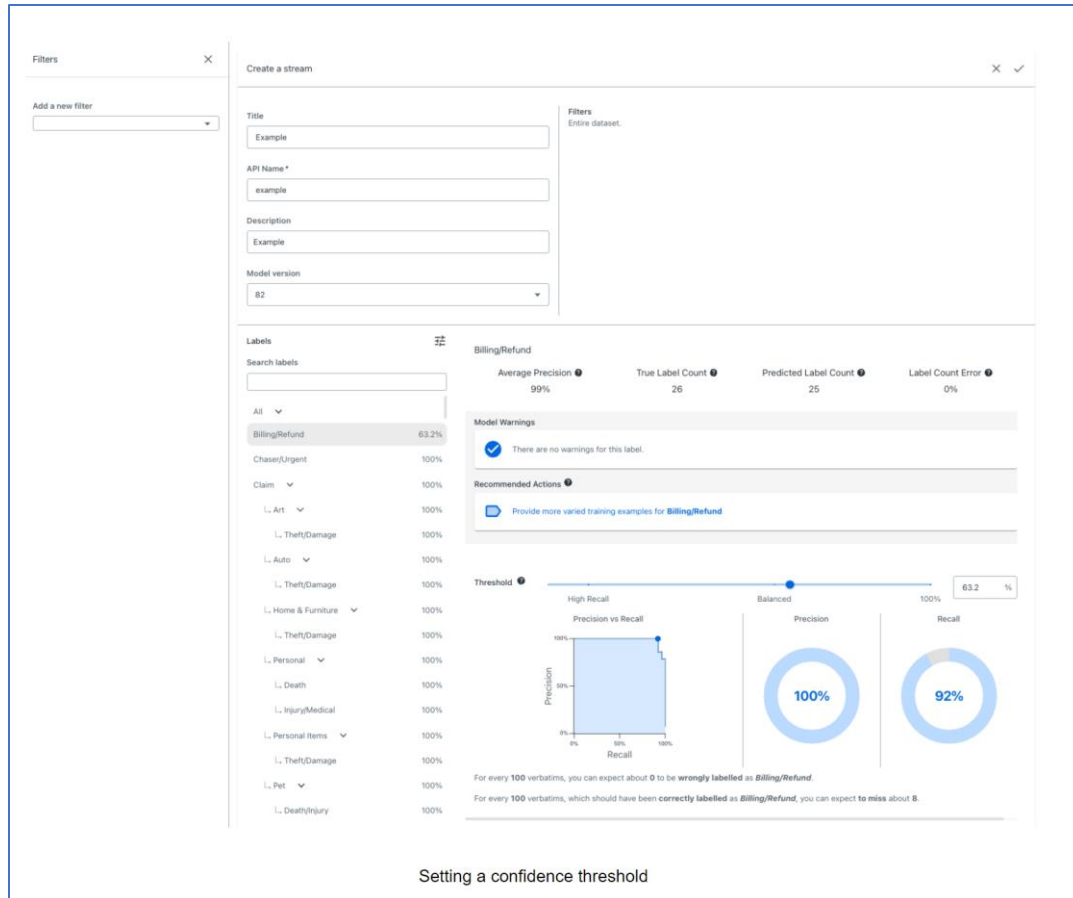 Filters
Add a new filter
Create a stream
Title
Example
API Name*
example
Description
Example
Model version
82
Filters
Entire dataset.
Labels
Search labels
All
Billing/Refund 63.2%
Chaser/Urgent 100%
Claim 100%
Art 100%
Theft/Damage 100%
Auto 100%
Theft/Damage 100%
Home & Furniture 100%
Theft/Damage 100%
Personal 100%
Death 100%
Injury/Medical 100%
Personal Items 100%
Theft/Damage 100%
Pet 100%
Death/Injury 100%
Billing/Refund
Average Precision True Label Count Predicted Label Count Label Count Error
99% 26 25 0%
Model Warnings
There are no warnings for this label.
Recommended Actions
Provide more varied training examples for Billing/Refund
Threshold 63.2 %
High Recall Balanced 100%
Precision vs Recall
100%
50%
0%
Precision
0% 50% 100%
Recall
Precision
100%
Recall
92%
For every 100 verbatims, you can expect about 0 to be wrongly labelled as Billing/Refund.
For every 100 verbatims, which should have been correctly labelled as Billing/Refund, you can expect to miss about 8.
Setting a confidence threshold